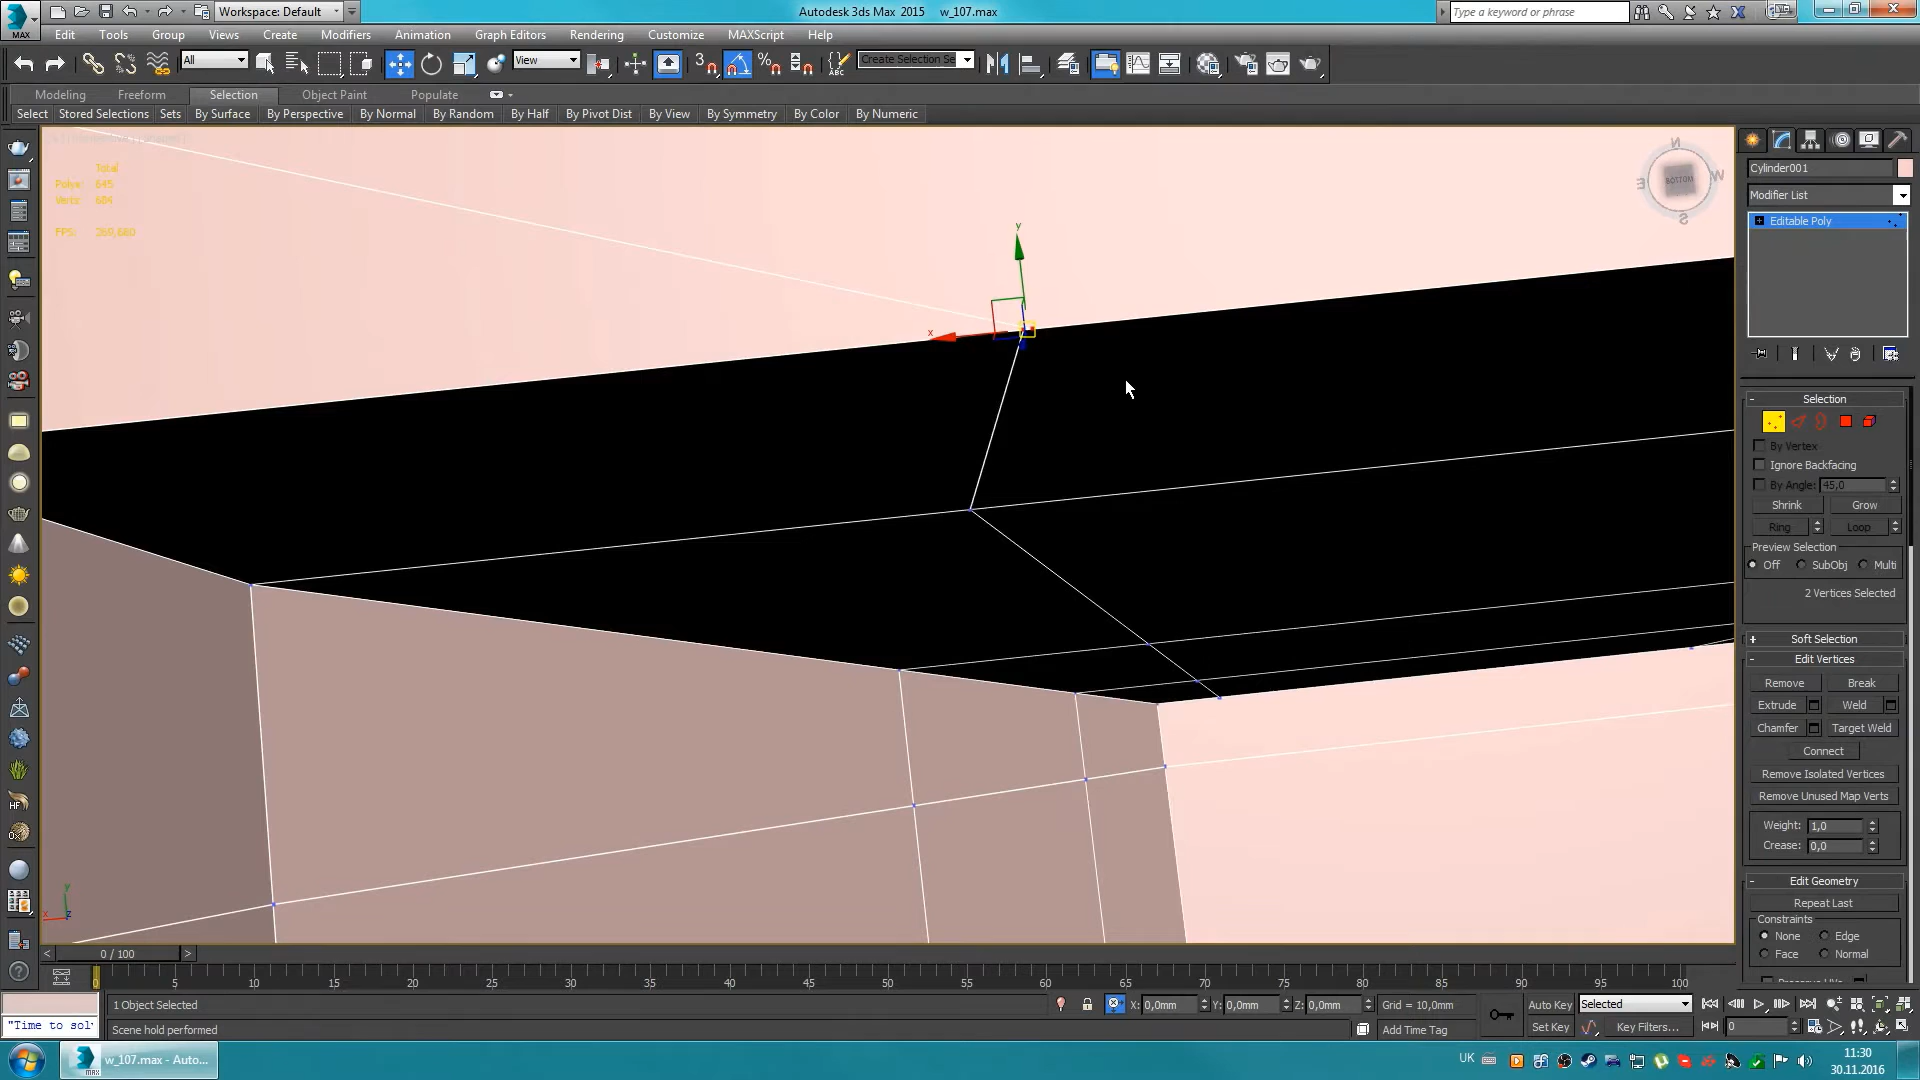 Workspace: Default
Autodesk 3ds Max 2015
w_107.max
Type a keyword or phrase
MAX
Edit
Tools
Group
Views
Create
Modifiers
Animation
Graph Editors
Rendering
Customize
MAXScript
Help
All
View
3
ABC
Create Selection Se
Modeling
Freeform
Selection
Object Paint
Populate
Select
Stored Selections
Sets
By Surface
By Perspective
By Normal
By Random
By Half
By Pivot Dist
By View
By Symmetry
By Color
By Numeric
Total
Polys: 645
Verts: 684
FPS: 269,680
y
x
N
E
W
S
BOTTOM
Cylinder001
Modifier List
Editable Poly
Selection
By Vertex
Ignore Backfacing
By Angle: 45,0
Shrink
Grow
Ring
Loop
Preview Selection
Off
SubObj
Multi
2 Vertices Selected
Soft Selection
Edit Vertices
Remove
Break
Extrude
Weld
Chamfer
Target Weld
Connect
Remove Isolated Vertices
Remove Unused Map Verts
Weight: 1,0
Crease: 0,0
Edit Geometry
Repeat Last
Constraints
None
Edge
Face
Normal
HF
y
x
z
0 / 100
5
10
15
20
25
30
35
40
45
50
55
60
65
70
75
80
85
90
95
100
1 Object Selected
X: 0,0mm
Y: 0,0mm
Z: 0,0mm
Grid = 10,0mm
Auto Key
Selected
"Time to sol
Scene hold performed
Add Time Tag
Set Key
Key Filters...
0
w_107.max - Auto...
UK
11:30
30.11.2016